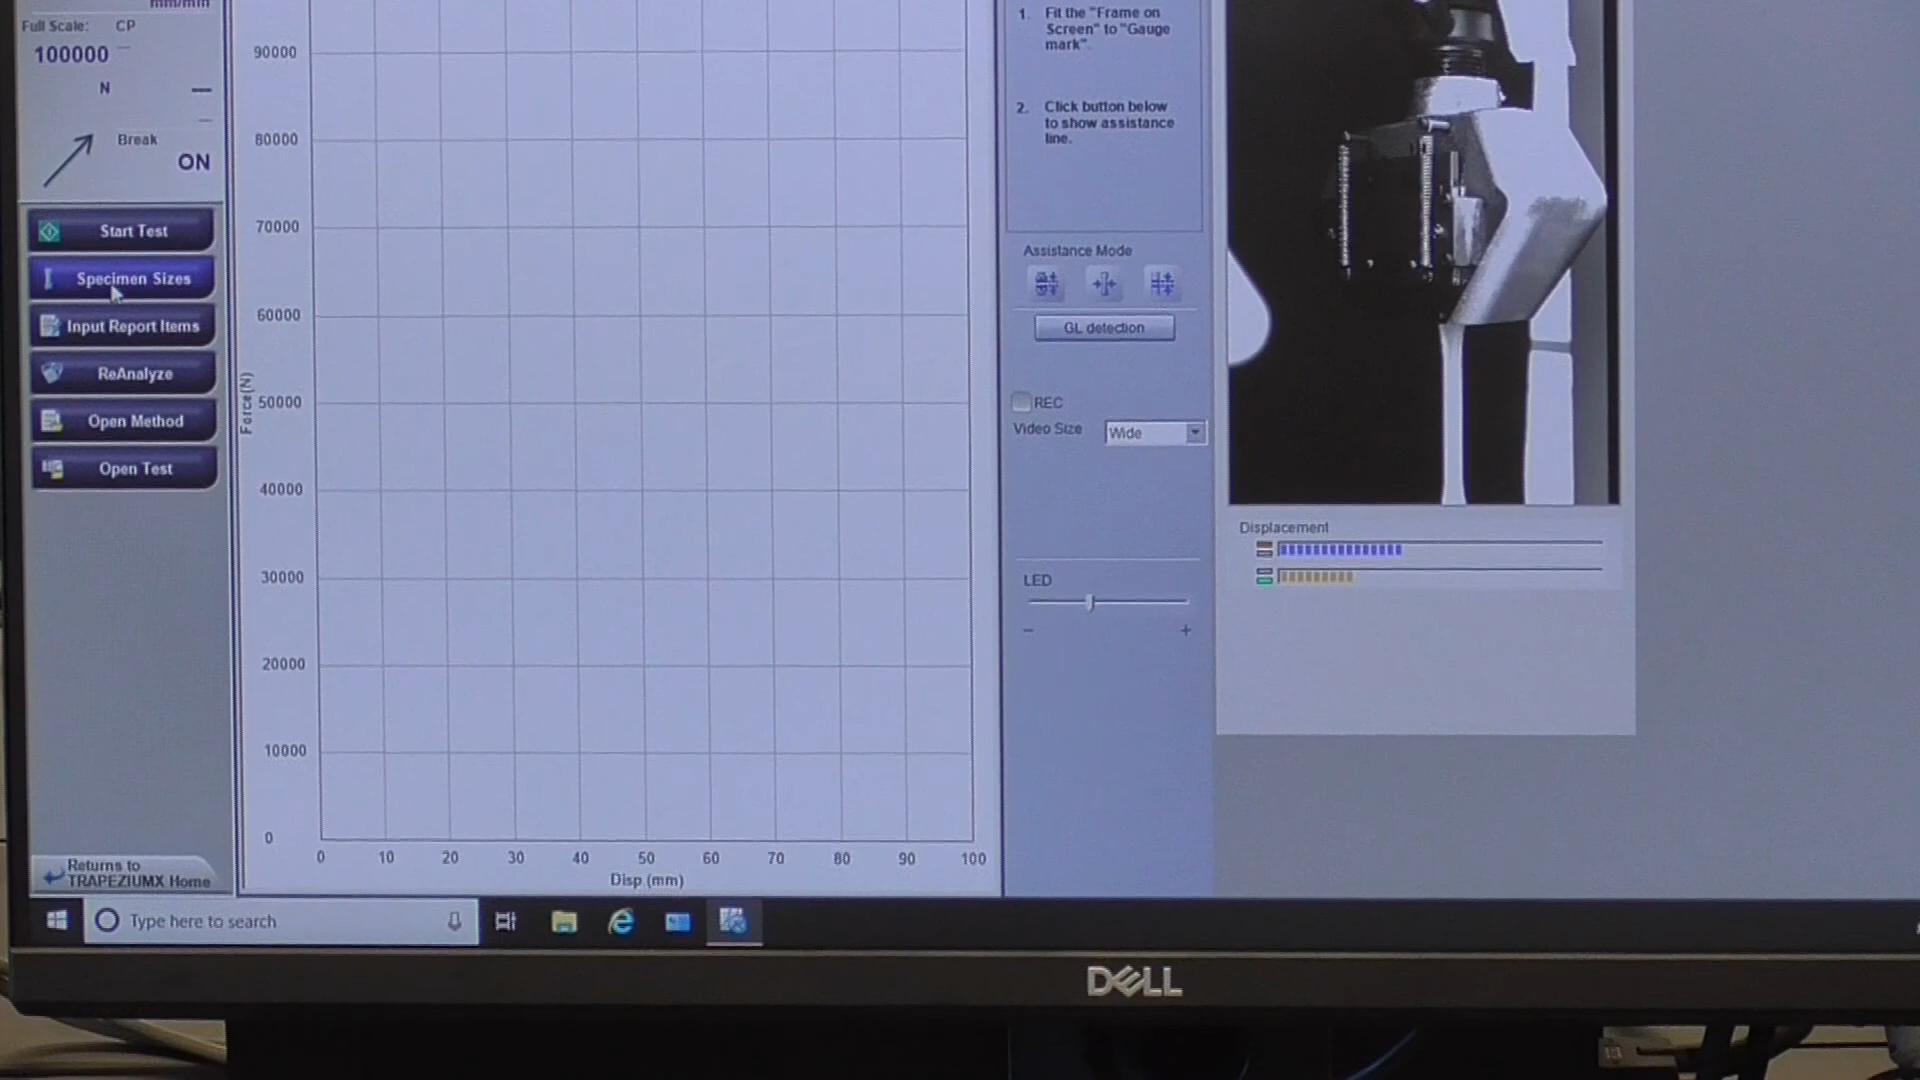 mm/mm
Full Scale: CP
100000
N
Break
ON
Start Test
Specimen Sizes
Input Report Items
ReAnalyze
Open Method
Open Test
Returns to
TRAPEZIUMX Home
90000
80000
70000
60000
50000
40000
30000
20000
10000
0
Force(N)
0 10 20 30 40 50 60 70 80 90 100
Disp.(mm)
1. Fit the "Frame on
Screen" to "Gauge
mark".
2. Click button below
to show assistance
line.
Assistance Mode
GL detection
REC
Video Size Wide
LED
− +
Displacement
Type here to search
DELL